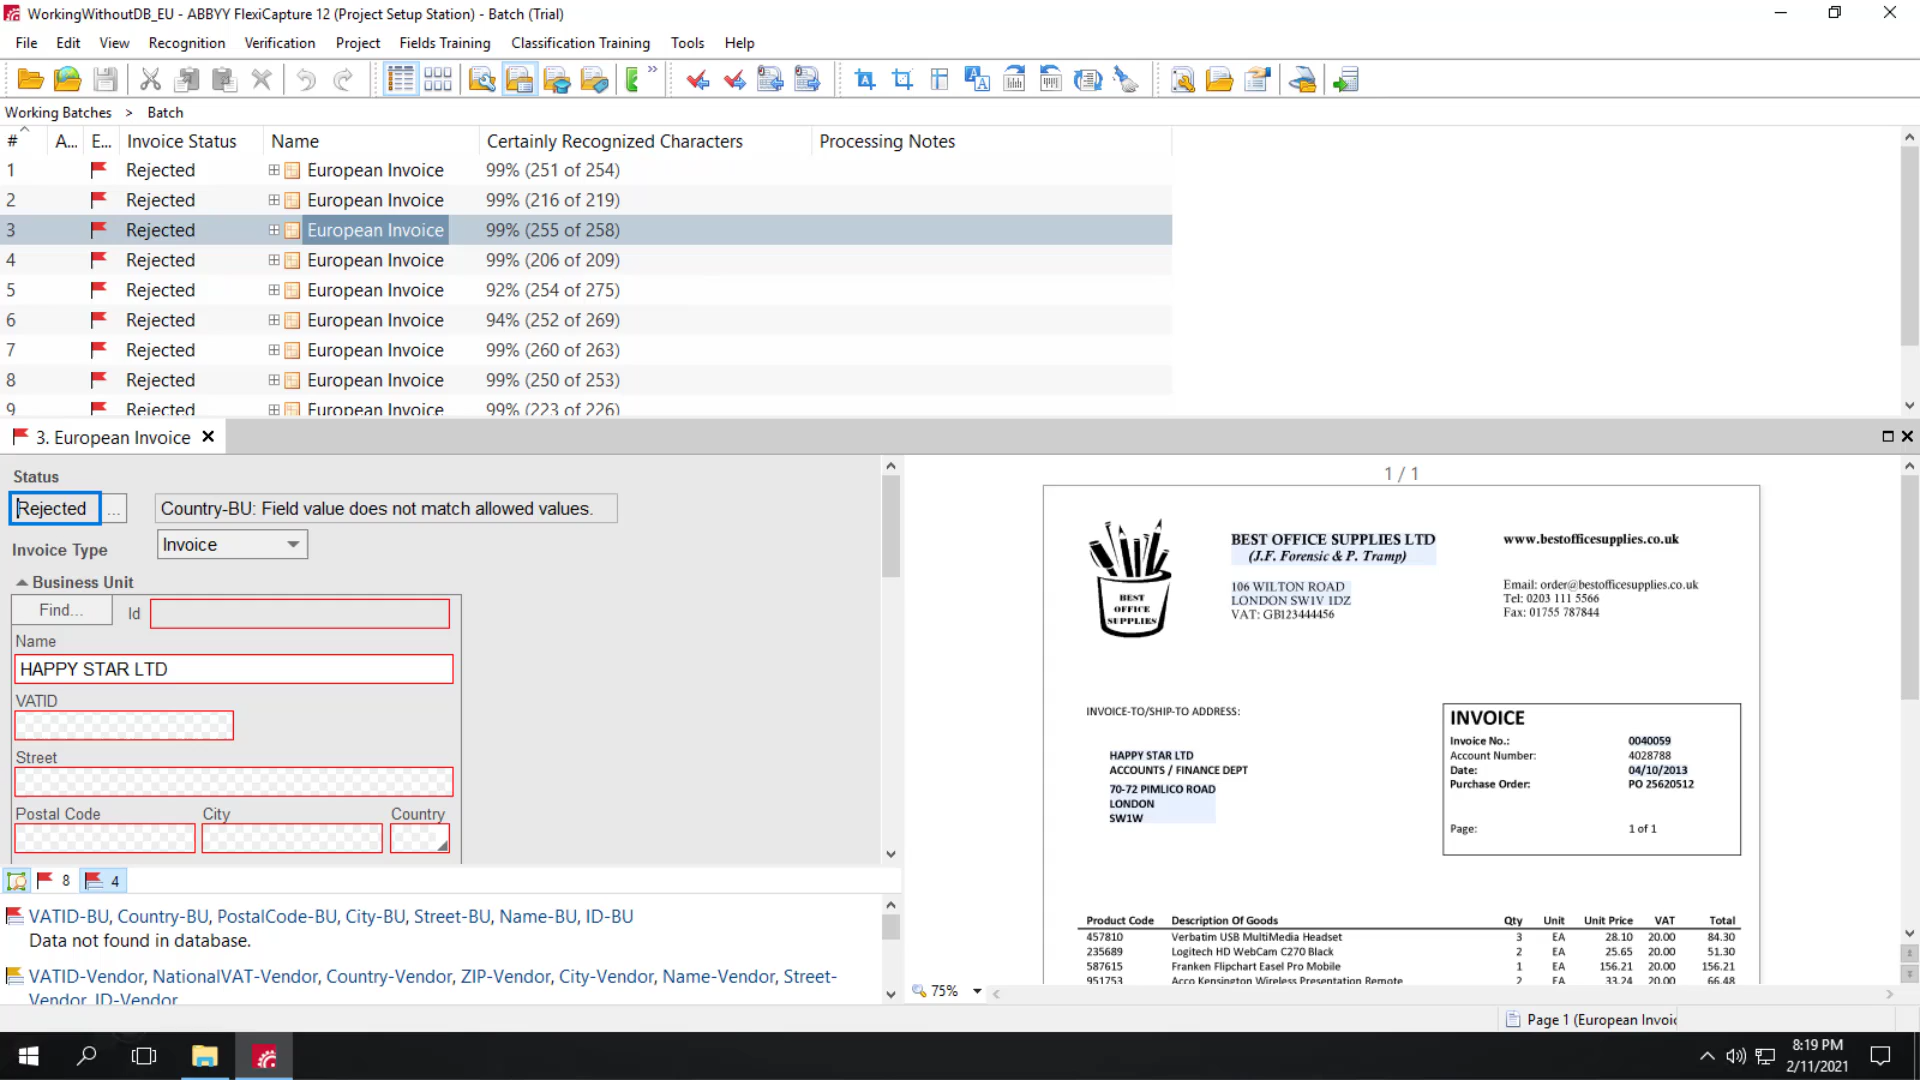 WorkingWithoutDB_EU - ABBYY FlexiCapture 12 (Project Setup Station) - Batch (Trial)
File Edit View Recognition Verification Project Fields Training Classification Training Tools Help
Working Batches > Batch
# A... E... Invoice Status Name Certainly Recognized Characters Processing Notes
1 Rejected European Invoice 99% (251 of 254)
2 Rejected European Invoice 99% (216 of 219)
3 Rejected European Invoice 99% (255 of 258)
4 Rejected European Invoice 99% (206 of 209)
5 Rejected European Invoice 92% (254 of 275)
6 Rejected European Invoice 94% (252 of 269)
7 Rejected European Invoice 99% (260 of 263)
8 Rejected European Invoice 99% (250 of 253)
9 Rejected European Invoice 99% (223 of 226)
3. European Invoice
Status
Rejected ... Country-BU: Field value does not match allowed values.
Invoice Type Invoice
Business Unit
Find... Id
Name
HAPPY STAR LTD
VATID
Street
Postal Code City Country
8 4
VATID-BU, Country-BU, PostalCode-BU, City-BU, Street-BU, Name-BU, ID-BU
Data not found in database.
VATID-Vendor, NationalVAT-Vendor, Country-Vendor, ZIP-Vendor, City-Vendor, Name-Vendor, Street-
Vendor, ID-Vendor
1 / 1
BEST OFFICE SUPPLIES
BEST OFFICE SUPPLIES LTD
(J.F. Forensic & P. Tramp)
106 WILTON ROAD
LONDON SW1V 1DZ
VAT: GB123444456
www.bestofficesupplies.co.uk
Email: order@bestofficesupplies.co.uk
Tel: 0203 111 5566
Fax: 01755 787844
INVOICE-TO/SHIP-TO ADDRESS:
HAPPY STAR LTD
ACCOUNTS / FINANCE DEPT
70-72 PIMLICO ROAD
LONDON
SW1W
INVOICE
Invoice No.: 0040059
Account Number: 4028788
Date: 04/10/2013
Purchase Order: PO 25620512
Page: 1 of 1
Product Code Description Of Goods Qty Unit Unit Price VAT Total
457810 Verbatim USB MultiMedia Headset 3 EA 28.10 20.00 84.30
235689 Logitech HD WebCam C270 Black 2 EA 25.65 20.00 51.30
587615 Franken Flipchart Easel Pro Mobile 1 EA 156.21 20.00 156.21
951753 Acco Kensington Wireless Presentation Remote 2 EA 33.24 20.00 66.48
75%
Page 1 (European Invoic
8:19 PM
2/11/2021